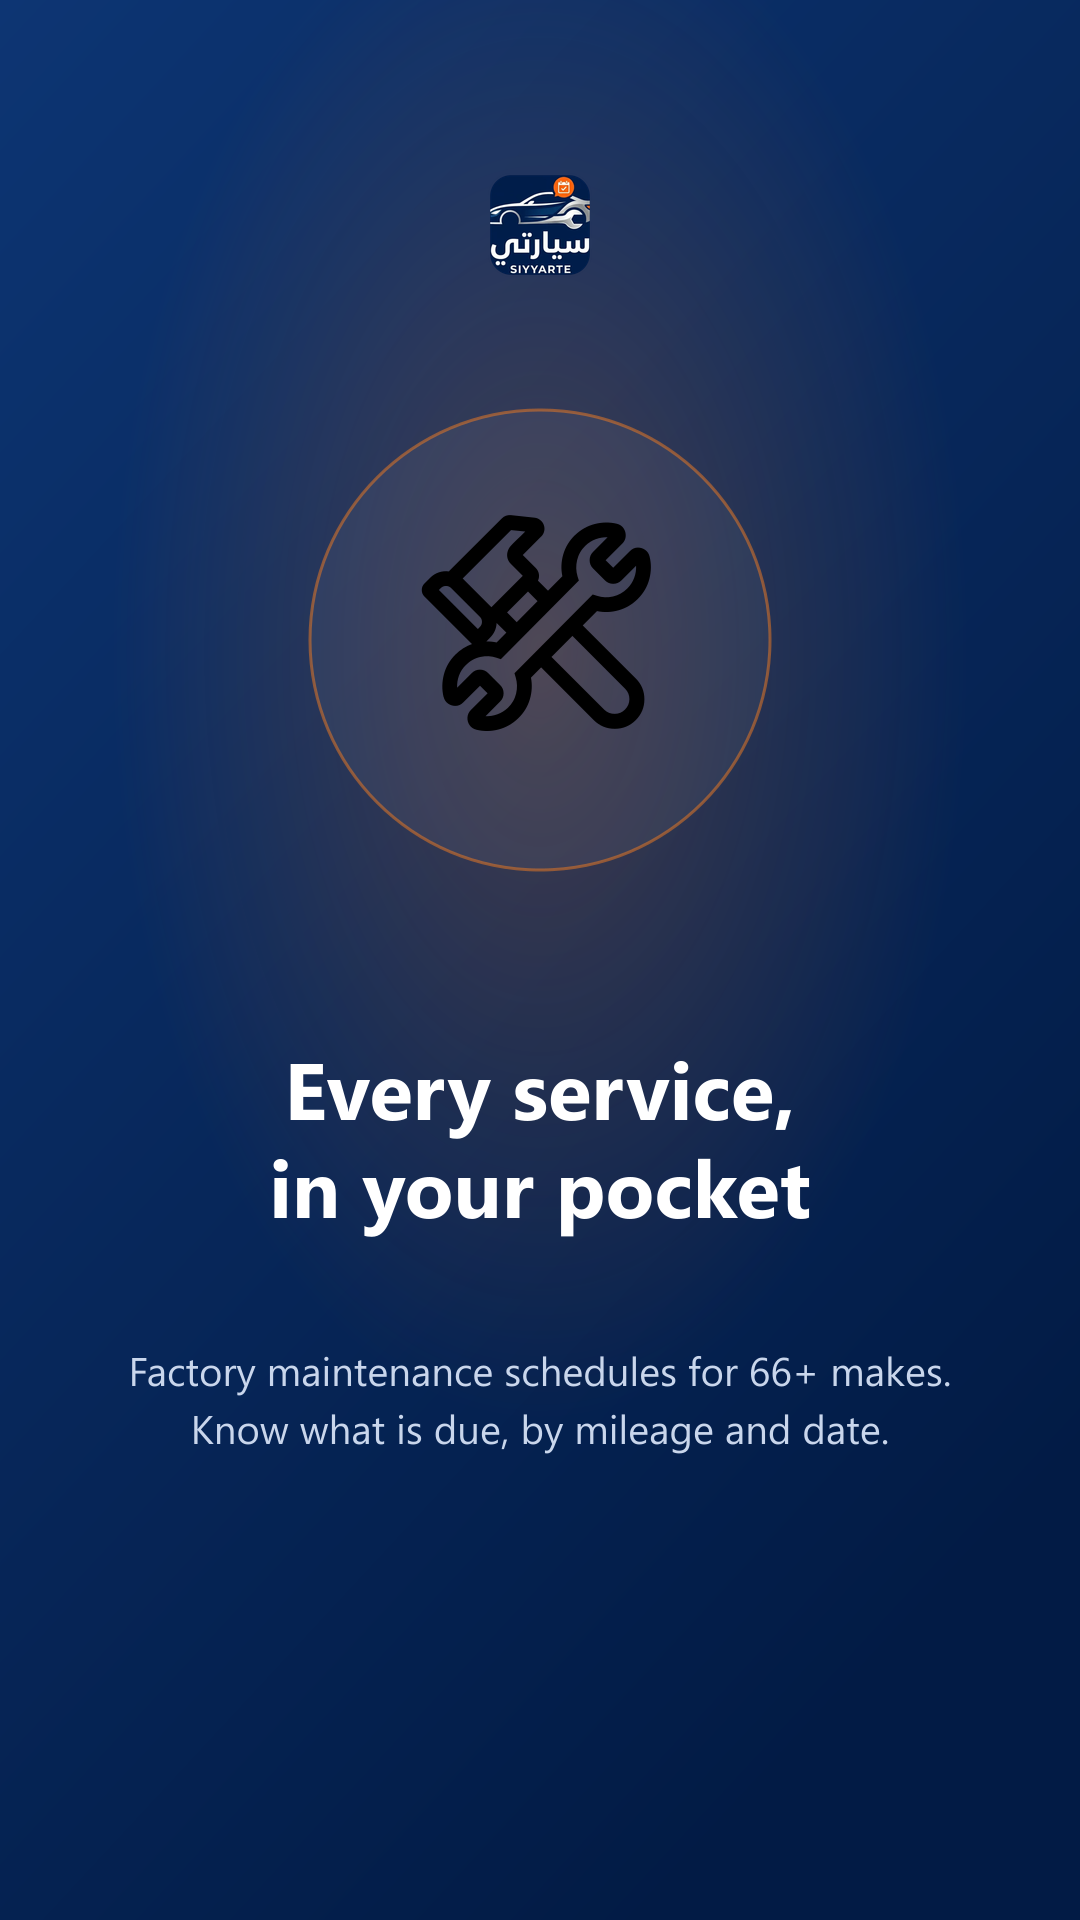 سيارتي
SIYYARTE
Every service,
in your pocket
Factory maintenance schedules for 66+ makes.
Know what is due, by mileage and date.